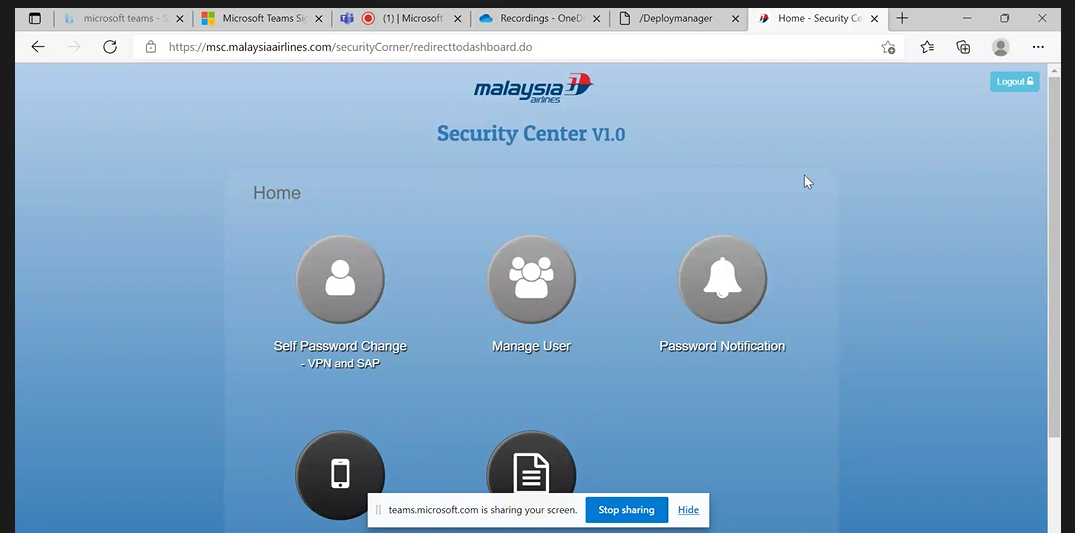 microsoft teams - S
Microsoft Teams Si
(1) | Microsoft
Recordings - OneD
/Deploymanager
Home - Security Ce
https://msc.malaysiaairlines.com/securityCorner/redirecttodashboard.do
malaysia
airlines
Logout
Security Center V1.0
Home
Self Password Change
- VPN and SAP
Manage User
Password Notification
teams.microsoft.com is sharing your screen.
Stop sharing
Hide